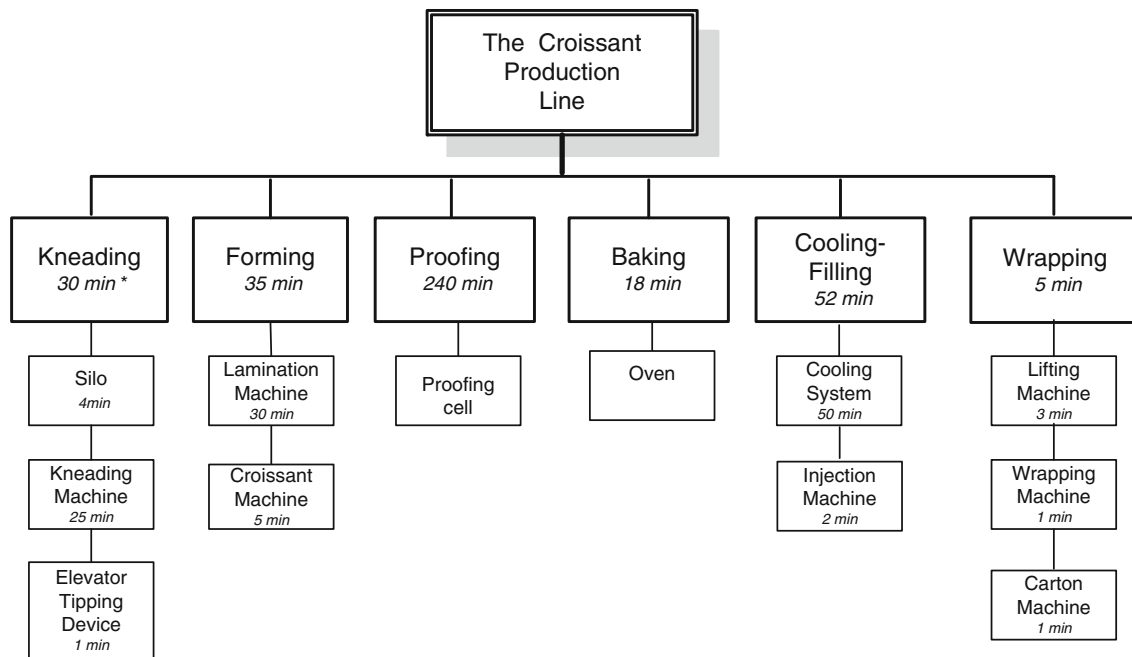 The Croissant
Production
Line
Kneading
30 min *
Forming
35 min
Proofing
240 min
Baking
18 min
Cooling-
Filling
52 min
Wrapping
5 min
Silo
4min
Kneading
Machine
25 min
Elevator
Tipping
Device
1 min
Lamination
Machine
30 min
Croissant
Machine
5 min
Proofing
cell
Oven
Cooling
System
50 min
Injection
Machine
2 min
Lifting
Machine
3 min
Wrapping
Machine
1 min
Carton
Machine
1 min